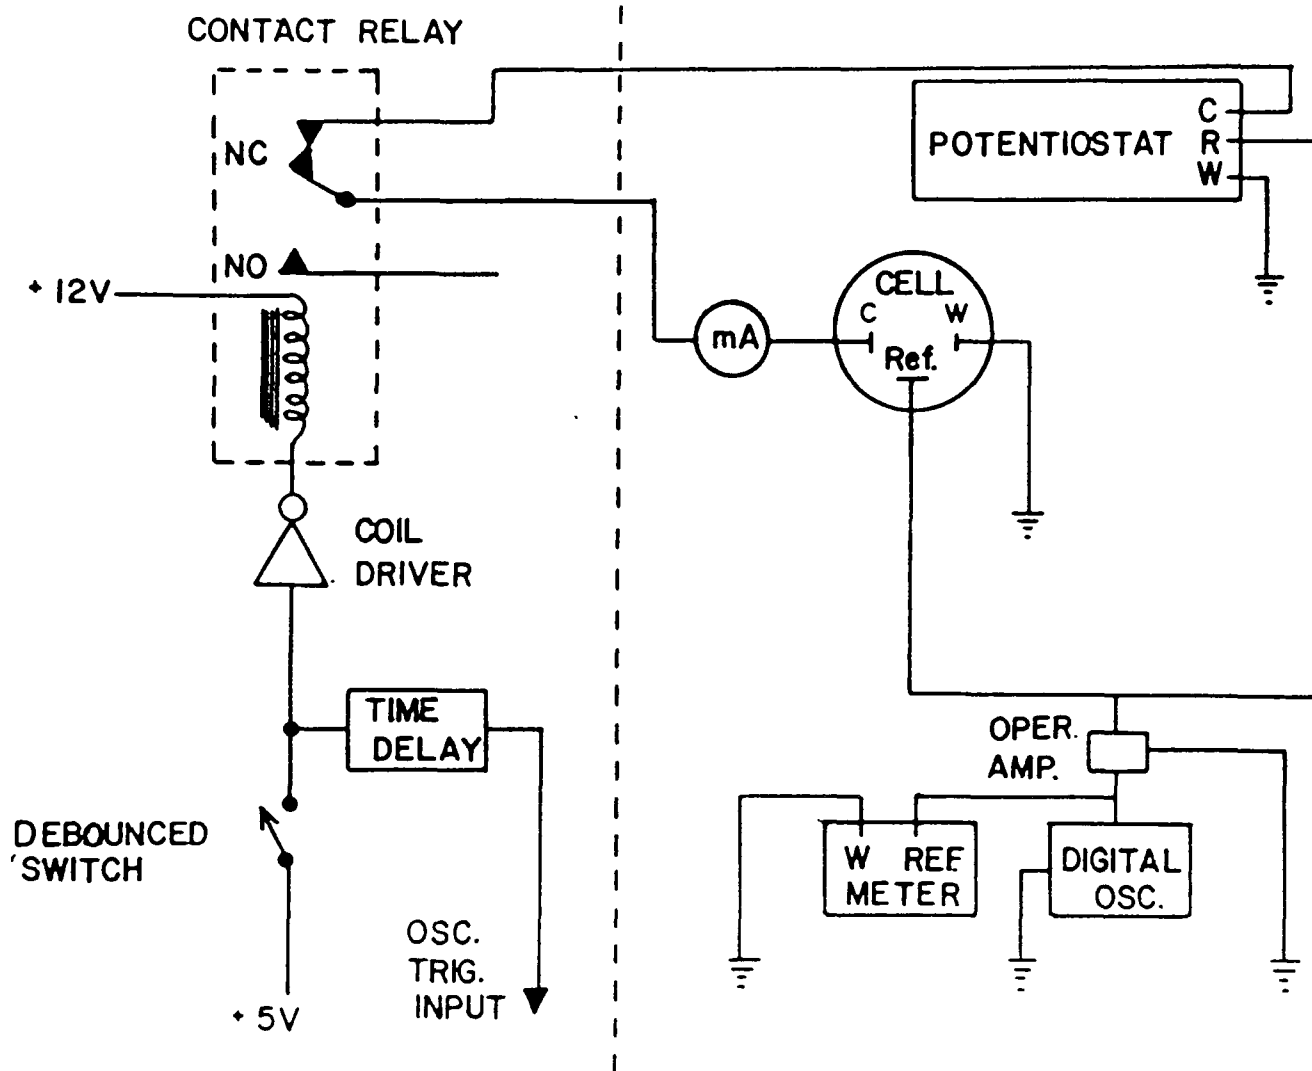 CONTACT RELAY
NC
NO
+ 12V
COIL
DRIVER
TIME
DELAY
DEBOUNCED
SWITCH
+ 5V
OSC.
TRIG.
INPUT
POTENTIOSTAT
C
R
W
CELL
C W
Ref.
mA
OPER.
AMP.
W REF.
METER
DIGITAL
OSC.